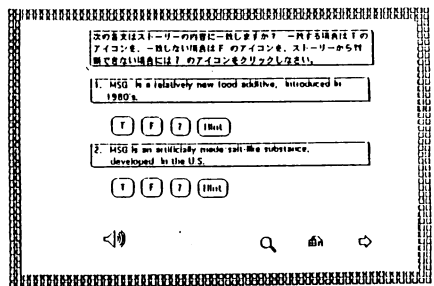 次の各文はストーリーの内容に一致しますか? 一致する場合は T の
アイコンを、一致しない場合は F のアイコンを、ストーリーから判
断できない場合には ? のアイコンをクリックしなさい。
1. MSG is a relatively new food additive, introduced in
1980's.
T F ? Hint
2. MSG is an artificially made salt-like substance,
developed in the U S.
T F ? Hint